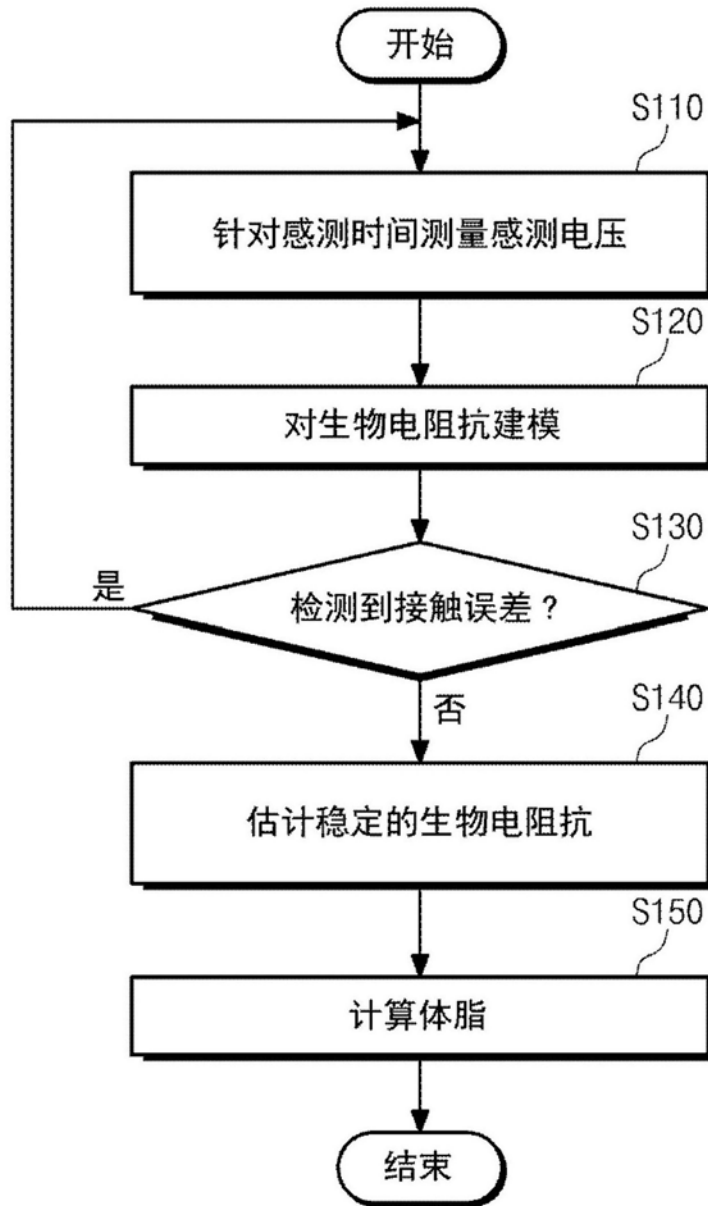 开始
S110
针对感测时间测量感测电压
S120
对生物电阻抗建模
S130
检测到接触误差？
是
否
S140
估计稳定的生物电阻抗
S150
计算体脂
结束